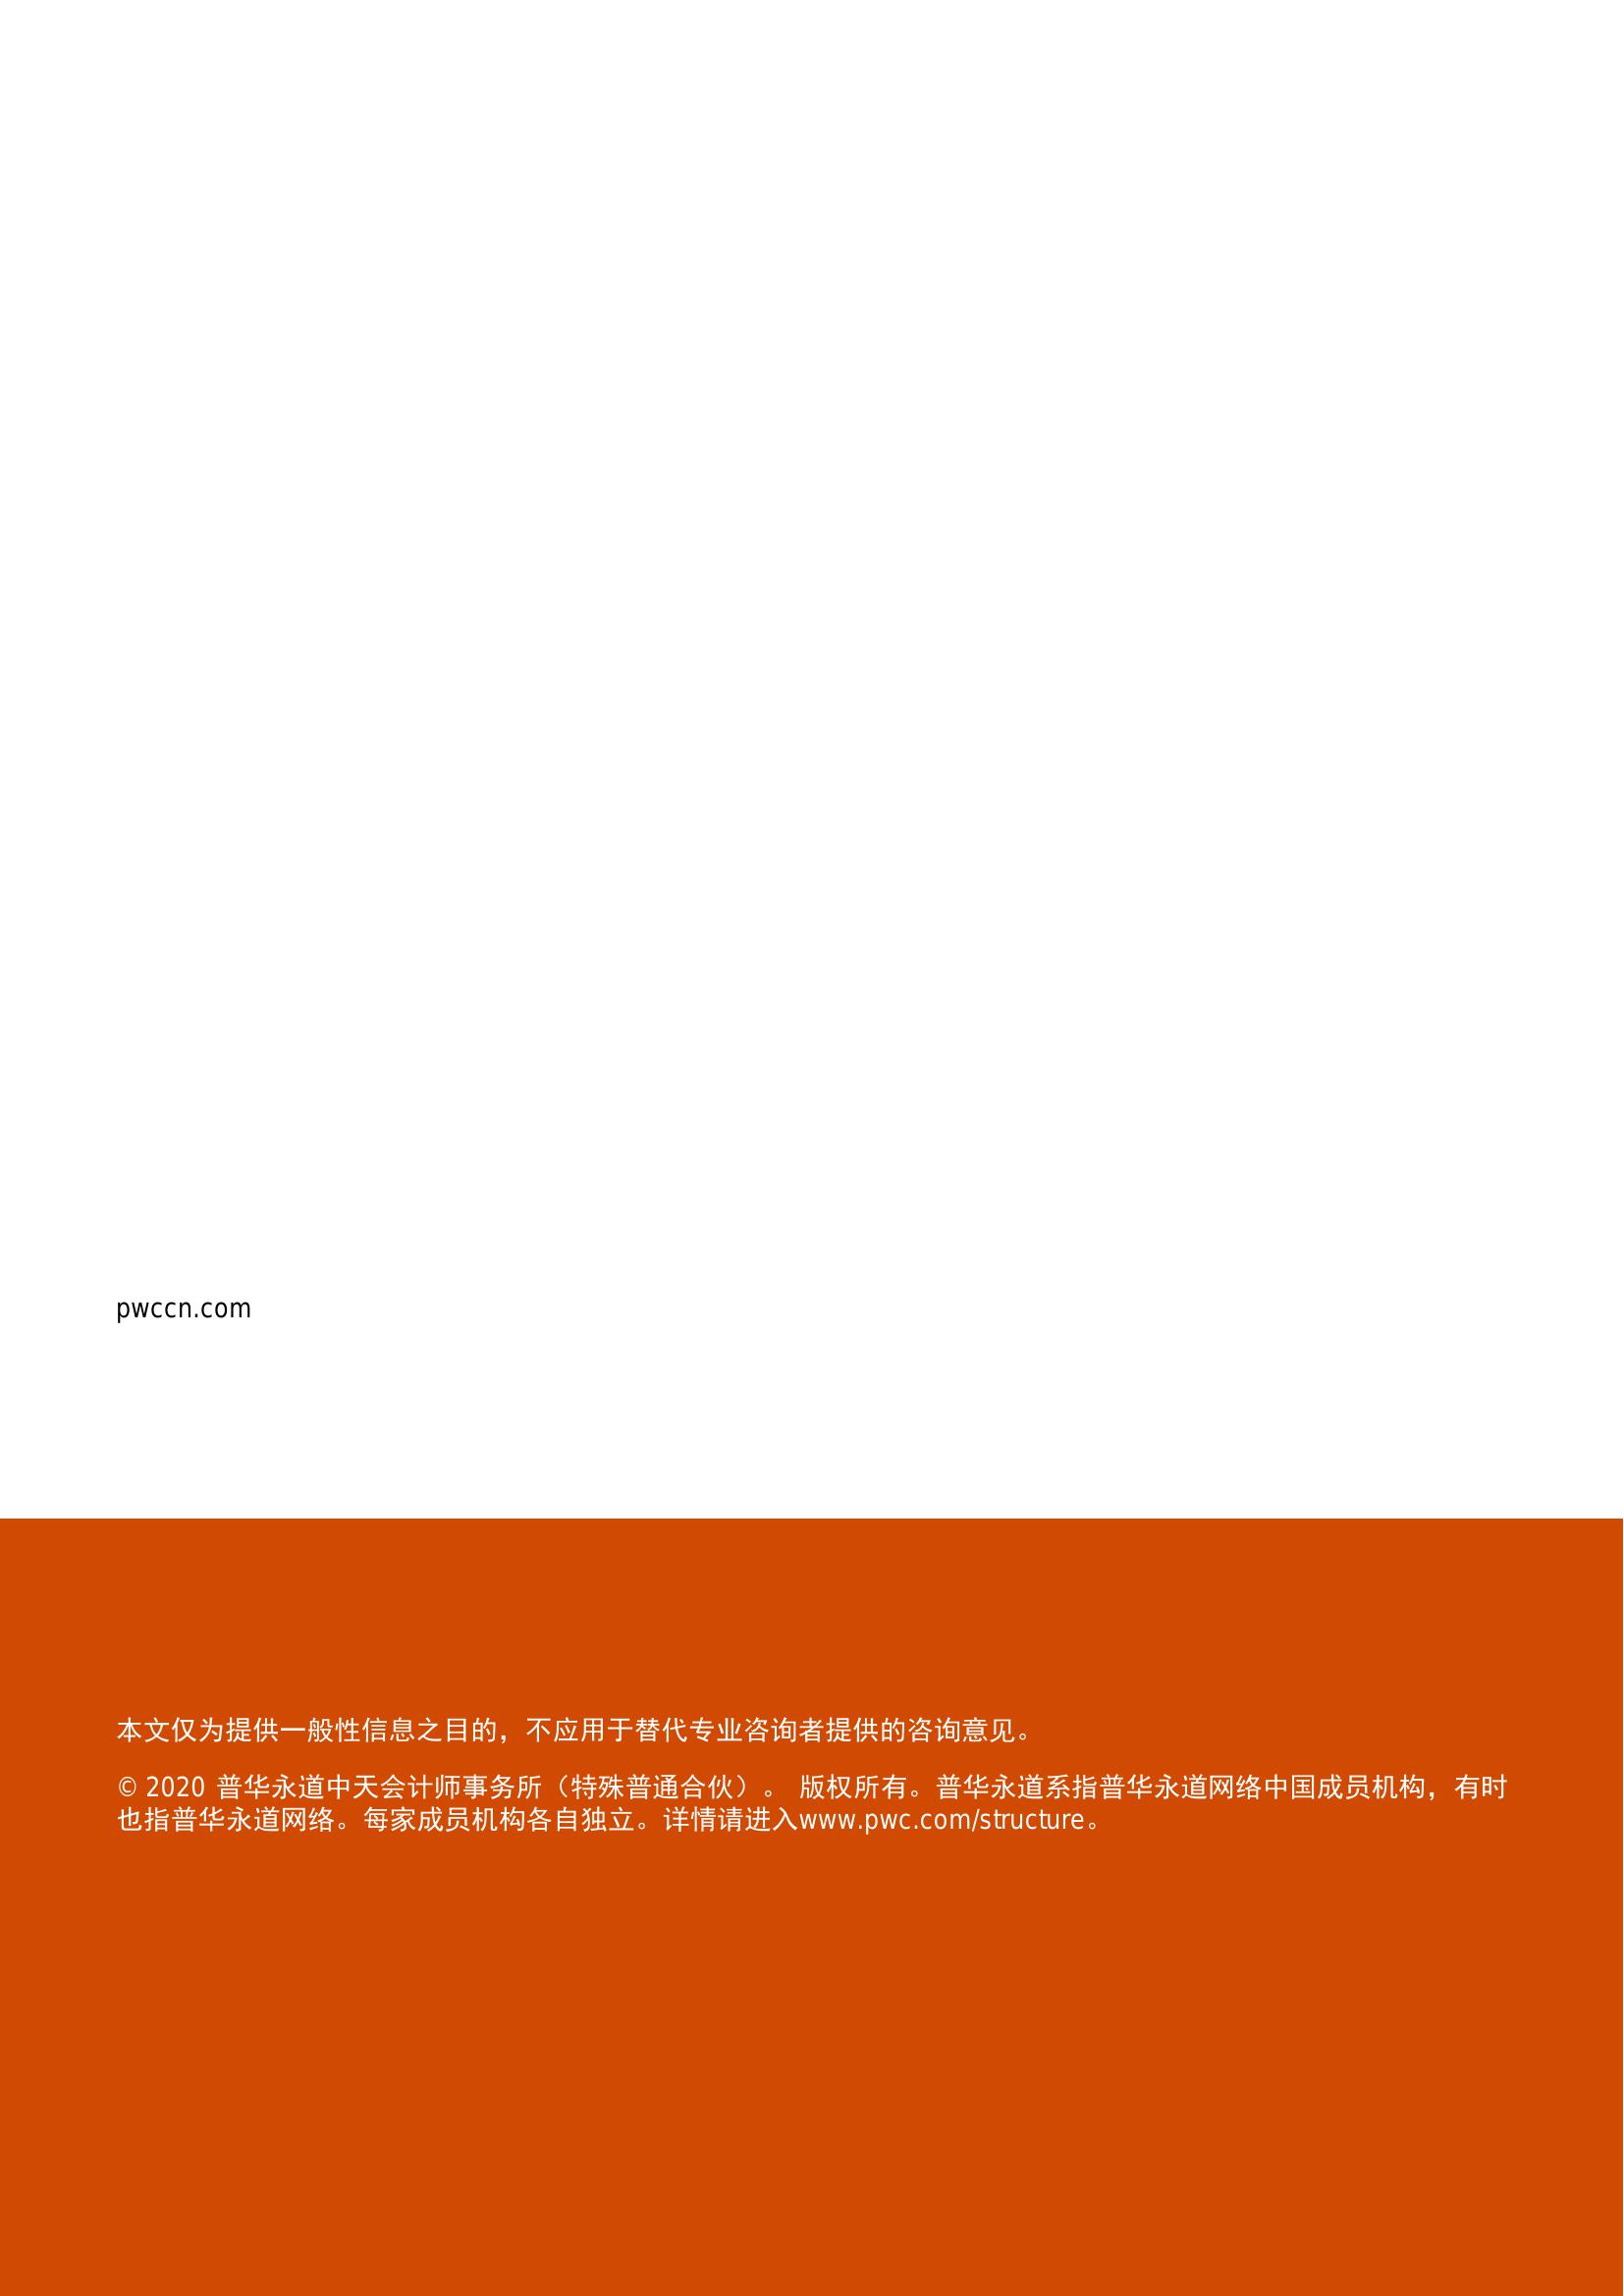 pwccn.com
本文仅为提供一般性信息之目的，不应用于替代专业咨询者提供的咨询意见。
© 2020 普华永道中天会计师事务所（特殊普通合伙）。 版权所有。普华永道系指普华永道网络中国成员机构，有时
也指普华永道网络。每家成员机构各自独立。详情请进入www.pwc.com/structure。